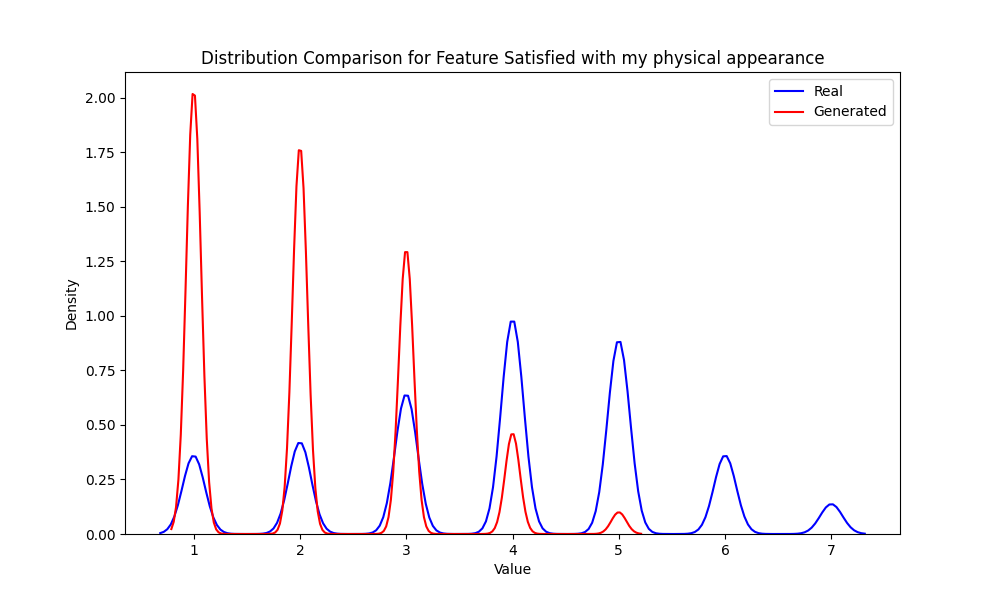 Distribution Comparison for Feature Satisfied with my physical appearance
Real
Generated
2.00
1.75
1.50
1.25
1.00
0.75
0.50
0.25
0.00
Density
1 2 3 4 5 6 7
Value